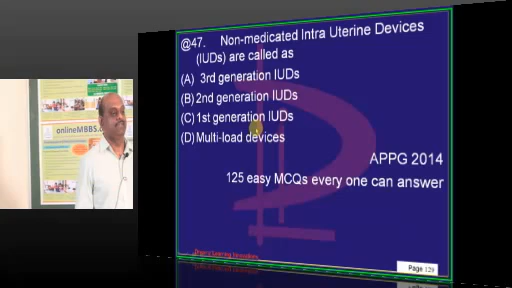 @47. Non-medicated Intra Uterine Devices
(IUDs) are called as
(A) 3rd generation IUDs
(B) 2nd generation IUDs
(C) 1st generation IUDs
(D) Multi-load devices
APPG 2014
125 easy MCQs every one can answer
Page 129
onlineMBBS.